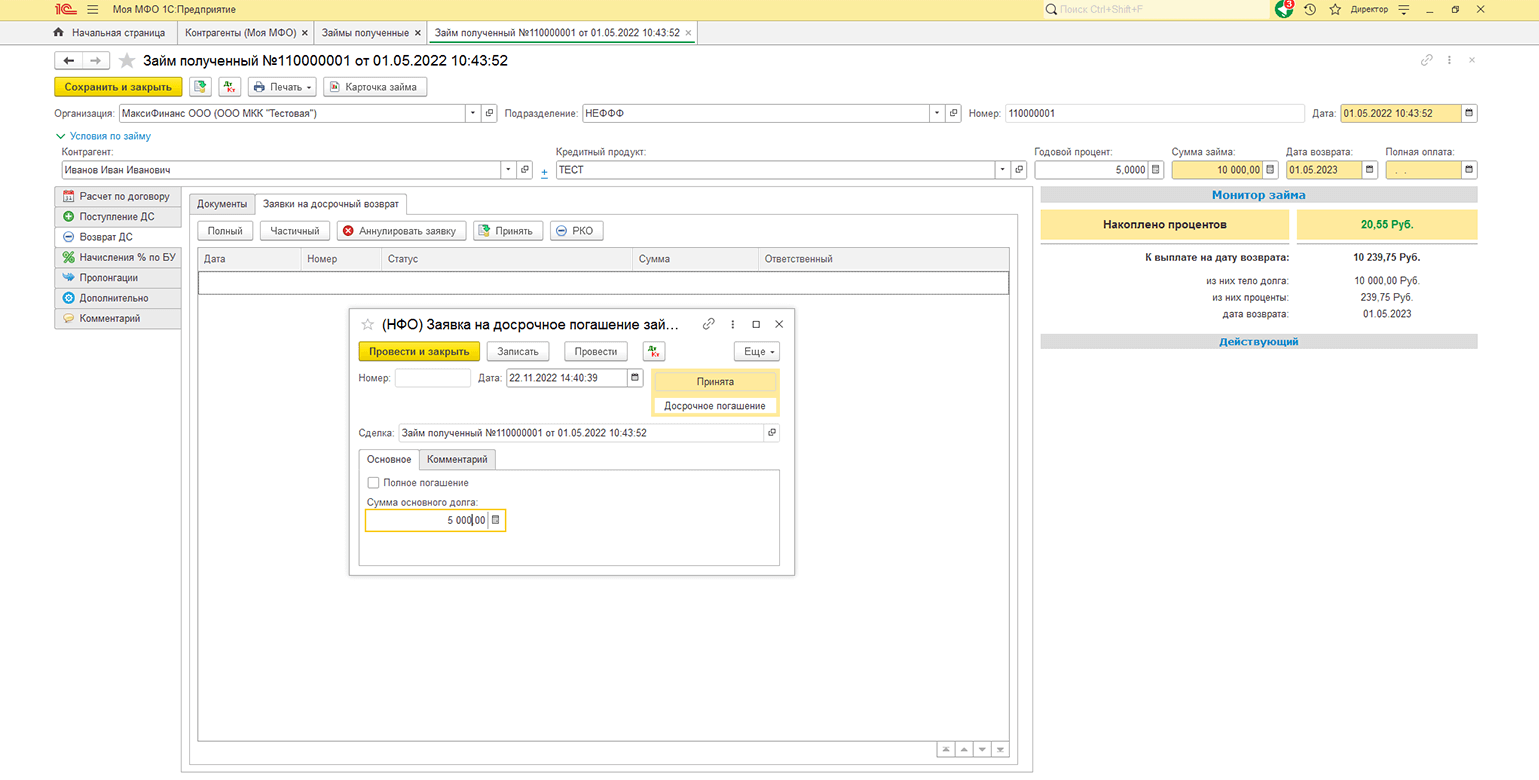 1С Моя МФО 1С:Предприятие Поиск Ctrl+Shift+F 3 Директор
Начальная страница Контрагенты (Моя МФО) × Займы полученные × Займ полученный №110000001 от 01.05.2022 10:43:52 ×
Займ полученный №110000001 от 01.05.2022 10:43:52
Сохранить и закрыть Дт Кт Печать Карточка займа
Организация: МаксиФинанс ООО (ООО МКК "Тестовая") Подразделение: НЕФФФ Номер: 110000001 Дата: 01.05.2022 10:43:52
Условия по займу
Контрагент: Кредитный продукт: Годовой процент: Сумма займа: Дата возврата: Полная оплата:
Иванов Иван Иванович + ТЕСТ 5,0000 10 000,00 01.05.2023 . .
Расчет по договору
Поступление ДС
Возврат ДС
Начисления % по БУ
Пролонгации
Дополнительно
Комментарий
Документы Заявки на досрочный возврат
Полный Частичный Аннулировать заявку Принять РКО
Дата Номер Статус Сумма Ответственный
(НФО) Заявка на досрочное погашение зай...
Провести и закрыть Записать Провести Дт Кт Еще
Номер: Дата: 22.11.2022 14:40:39 Принята
Досрочное погашение
Сделка: Займ полученный №110000001 от 01.05.2022 10:43:52
Основное Комментарий
Полное погашение
Сумма основного долга:
5 000,00
Монитор займа
Накоплено процентов 20,55 Руб.
К выплате на дату возврата: 10 239,75 Руб.
из них тело долга: 10 000,00 Руб.
из них проценты: 239,75 Руб.
дата возврата: 01.05.2023
Действующий